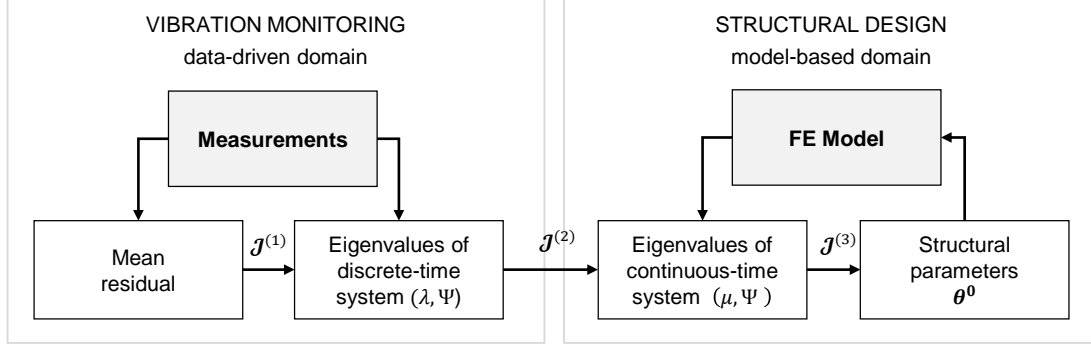 VIBRATION MONITORING
data-driven domain
STRUCTURAL DESIGN
model-based domain
Measurements
FE Model
Mean
residual
𝓙⁽¹⁾
Eigenvalues of
discrete-time
system (λ, Ψ)
𝓙⁽²⁾
Eigenvalues of
continuous-time
system (μ, Ψ )
𝓙⁽³⁾
Structural
parameters
θ⁰